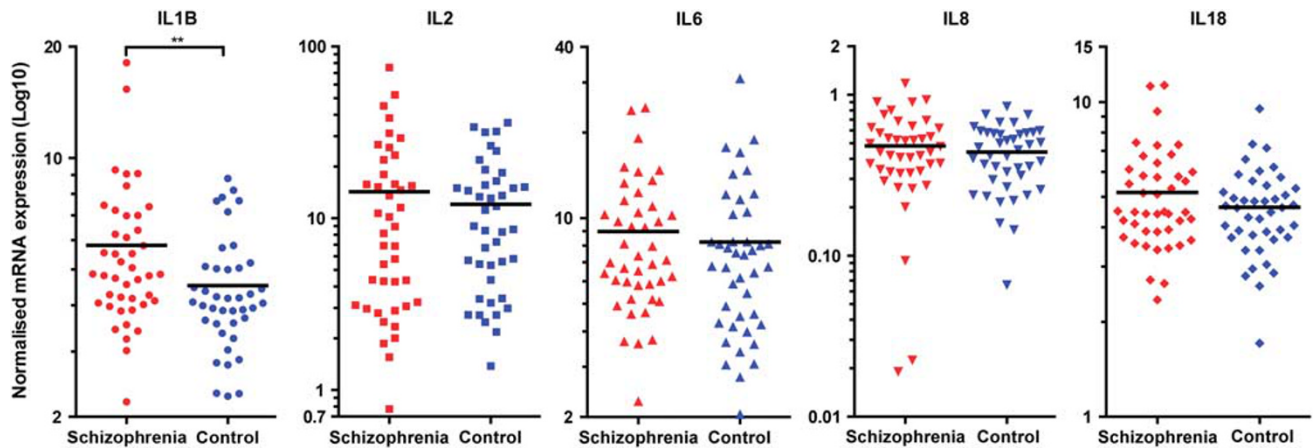 IL1B
IL2
IL6
IL8
IL18
Normalised mRNA expression (Log10)
**
20
10
2
100
10
1
0.7
40
10
2
2
1
0.10
0.01
15
10
1
Schizophrenia Control
Schizophrenia Control
Schizophrenia Control
Schizophrenia Control
Schizophrenia Control